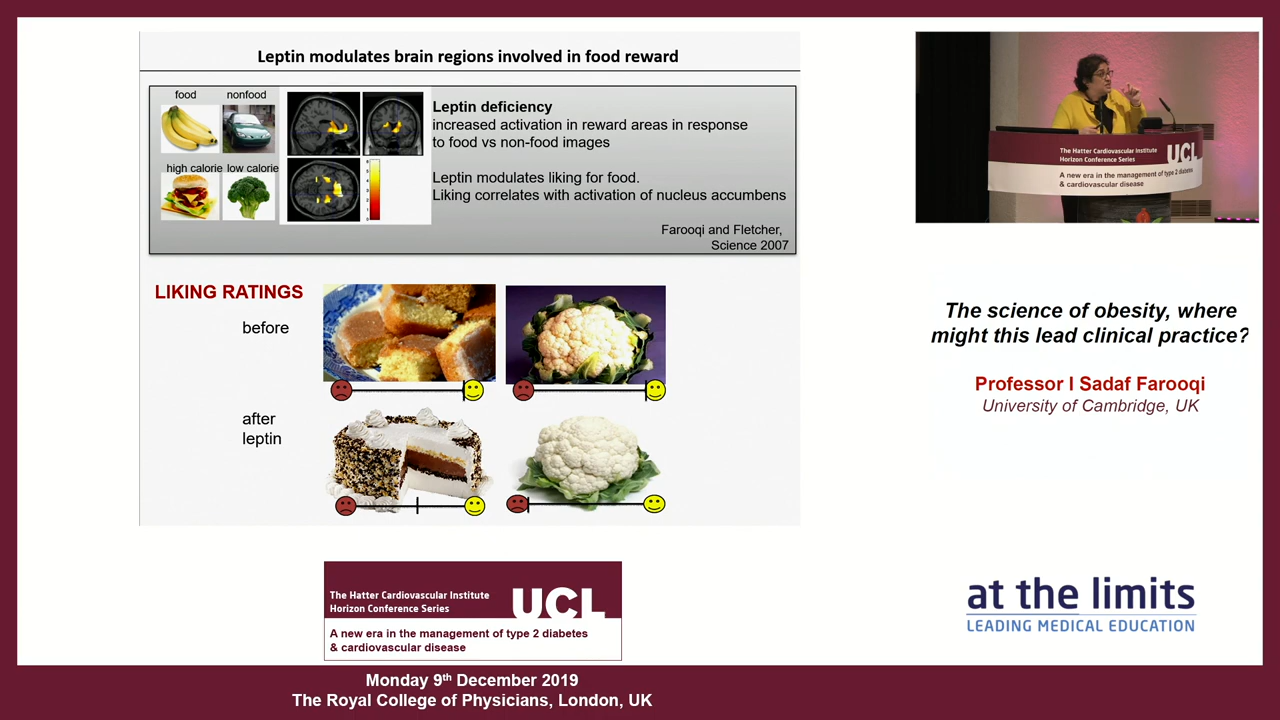 Leptin modulates brain regions involved in food reward
food nonfood
high calorie low calorie
Leptin deficiency
increased activation in reward areas in response
to food vs non-food images
Leptin modulates liking for food.
Liking correlates with activation of nucleus accumbens
Farooqi and Fletcher,
Science 2007
LIKING RATINGS
before
after
leptin
The Hatter Cardiovascular Institute
Horizon Conference Series
UCL
A new era in the management of type 2 diabetes
& cardiovascular disease
The science of obesity, where
might this lead clinical practice?
Professor I Sadaf Farooqi
University of Cambridge, UK
at the limits
LEADING MEDICAL EDUCATION
The Hatter Cardiovascular Institute
Horizon Conference Series
UCL
A new era in the management of type 2 diabetes
& cardiovascular disease
Monday 9th December 2019
The Royal College of Physicians, London, UK